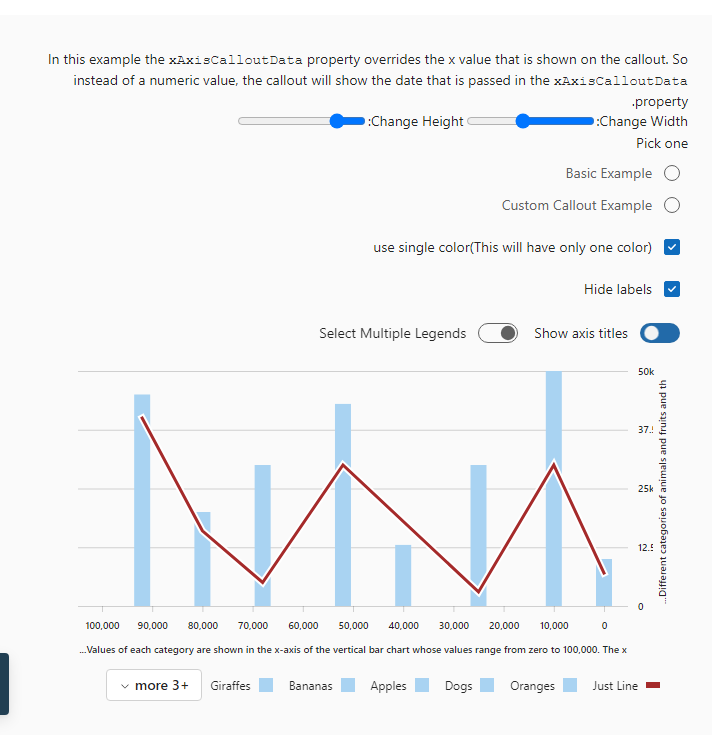 In this example the xAxisCalloutData property overrides the x value that is shown on the callout. So
instead of a numeric value, the callout will show the date that is passed in the xAxisCalloutData
.property
:Change Height :Change Width
Pick one
Basic Example
Custom Callout Example
use single color(This will have only one color)
Hide labels
Select Multiple Legends Show axis titles
50k
37.5
25k
12.5
0
...Different categories of animals and fruits and th
100,000 90,000 80,000 70,000 60,000 50,000 40,000 30,000 20,000 10,000 0
...Values of each category are shown in the x-axis of the vertical bar chart whose values range from zero to 100,000. The x
more 3+ Giraffes Bananas Apples Dogs Oranges Just Line